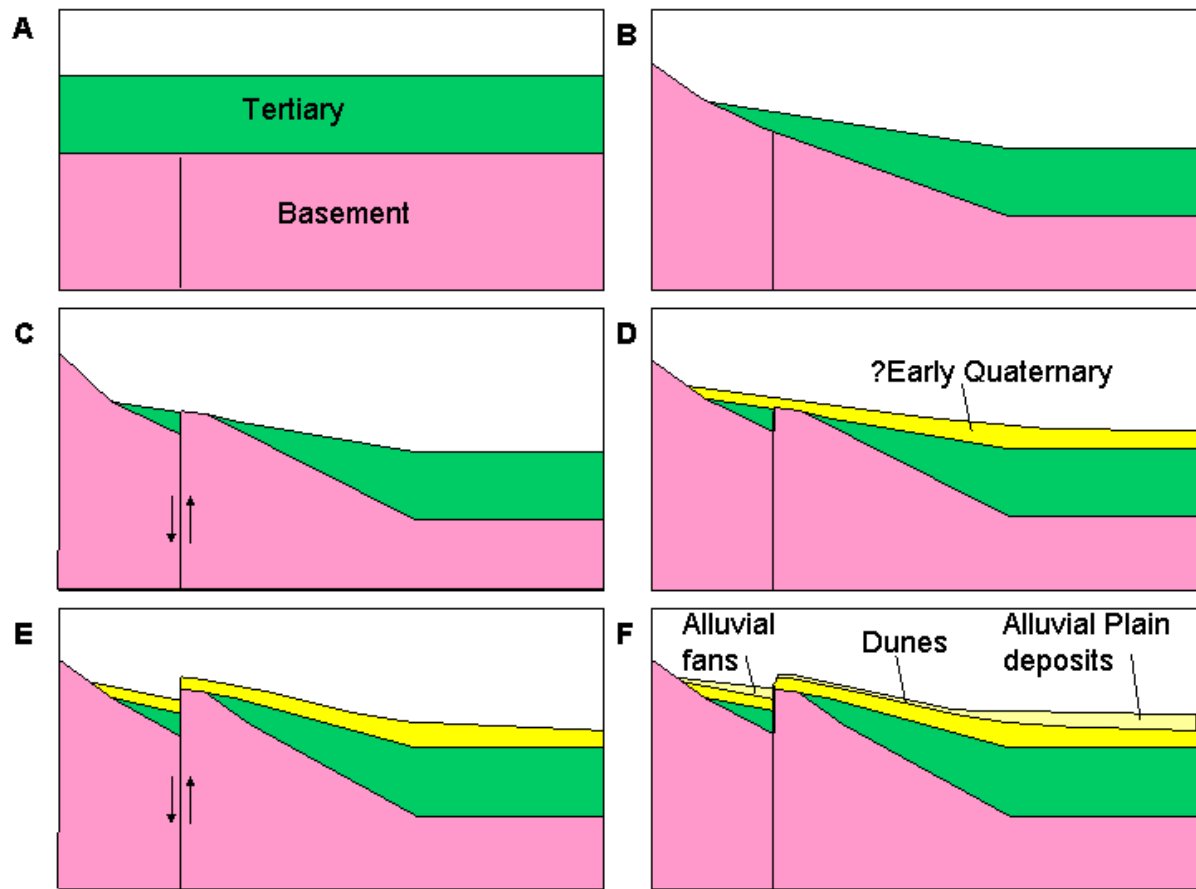 A
Tertiary
Basement
B
C
D
?Early Quaternary
E
F
Alluvial
fans
Dunes
Alluvial Plain
deposits